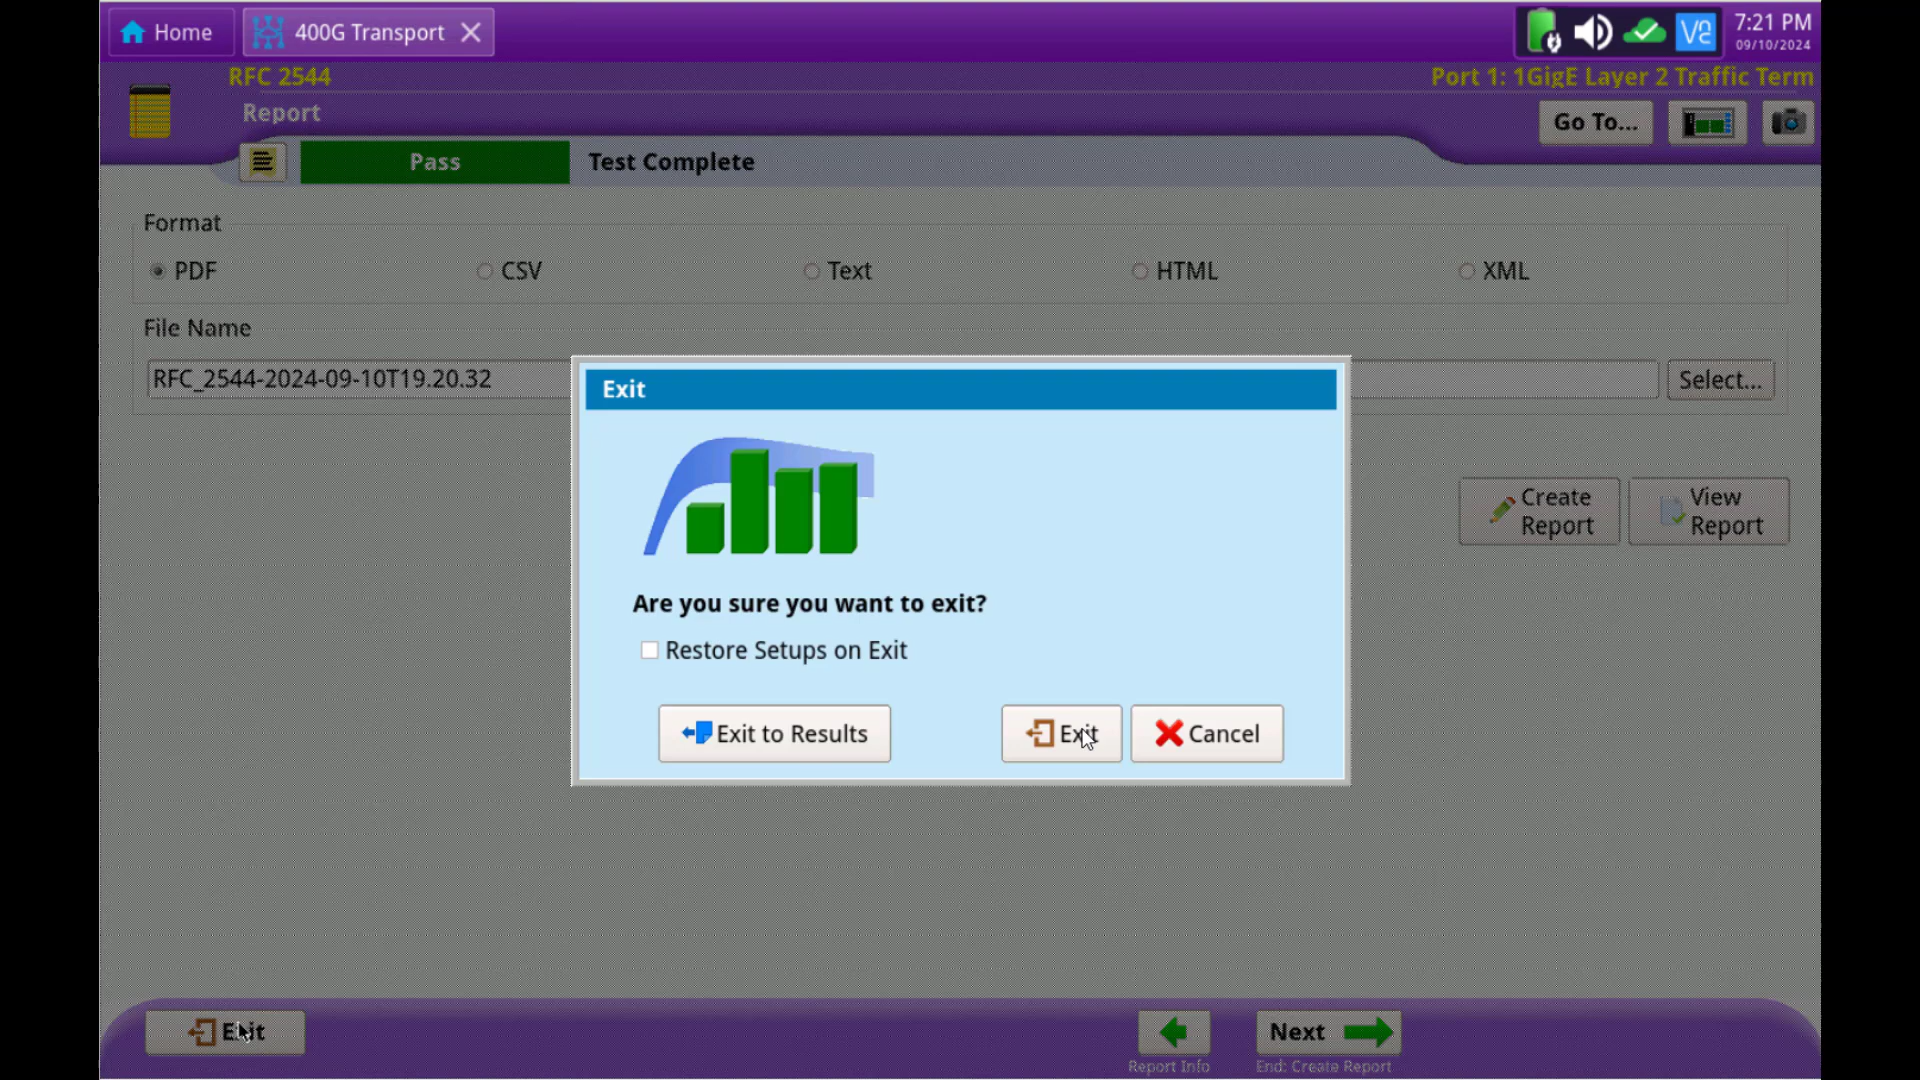 Home
400G Transport
7:21 PM
09/10/2024
RFC 2544
Port 1: 1GigE Layer 2 Traffic Term
Report
Go To...
Pass
Test Complete
Format
PDF
CSV
Text
HTML
XML
File Name
RFC_2544-2024-09-10T19.20.32
Select...
Exit
Create
Report
View
Report
Are you sure you want to exit?
Restore Setups on Exit
Exit to Results
Exit
Cancel
Exit
Next
Report Info
End: Create Report